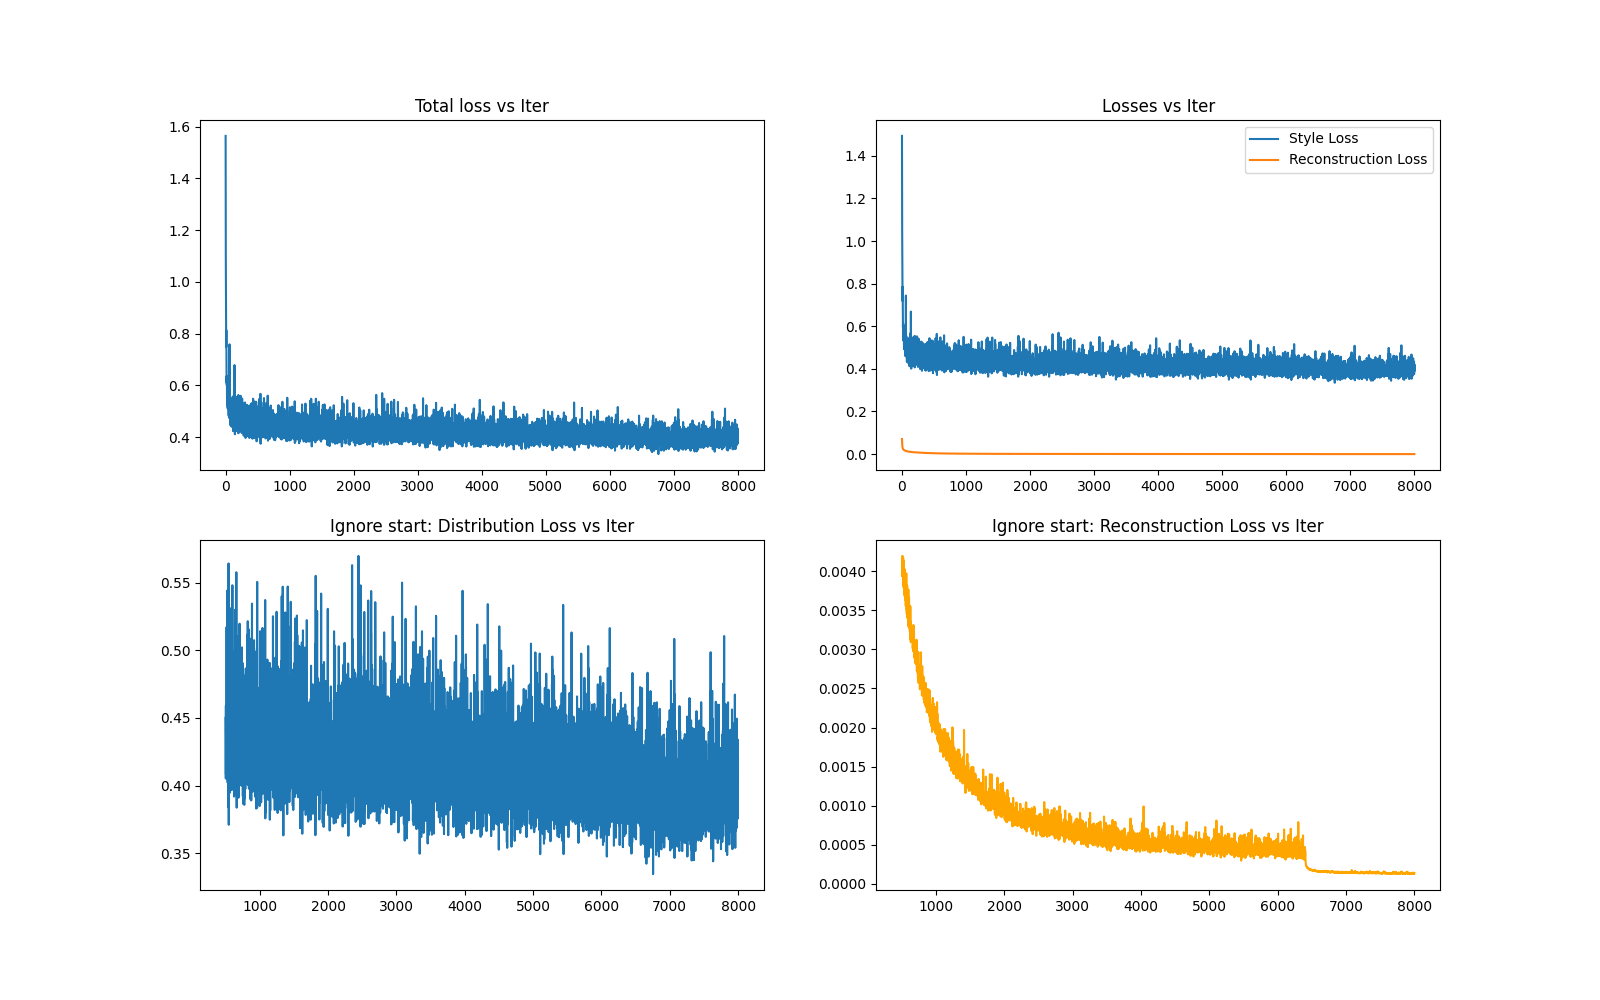 Total loss vs Iter
1.6
1.4
1.2
1.0
0.8
0.6
0.4
0 1000 2000 3000 4000 5000 6000 7000 8000
Losses vs Iter
Style Loss
Reconstruction Loss
1.4
1.2
1.0
0.8
0.6
0.4
0.2
0.0
0 1000 2000 3000 4000 5000 6000 7000 8000
Ignore start: Distribution Loss vs Iter
0.55
0.50
0.45
0.40
0.35
1000 2000 3000 4000 5000 6000 7000 8000
Ignore start: Reconstruction Loss vs Iter
0.0040
0.0035
0.0030
0.0025
0.0020
0.0015
0.0010
0.0005
0.0000
1000 2000 3000 4000 5000 6000 7000 8000